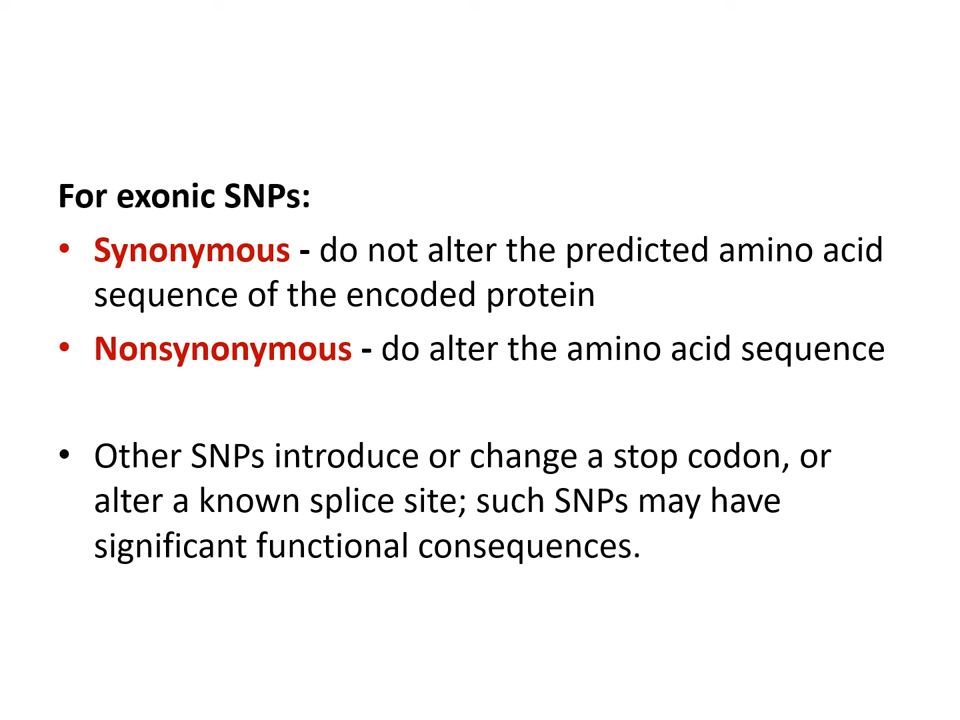 For exonic SNPs:
• Synonymous - do not alter the predicted amino acid
sequence of the encoded protein
• Nonsynonymous - do alter the amino acid sequence
• Other SNPs introduce or change a stop codon, or
alter a known splice site; such SNPs may have
significant functional consequences.